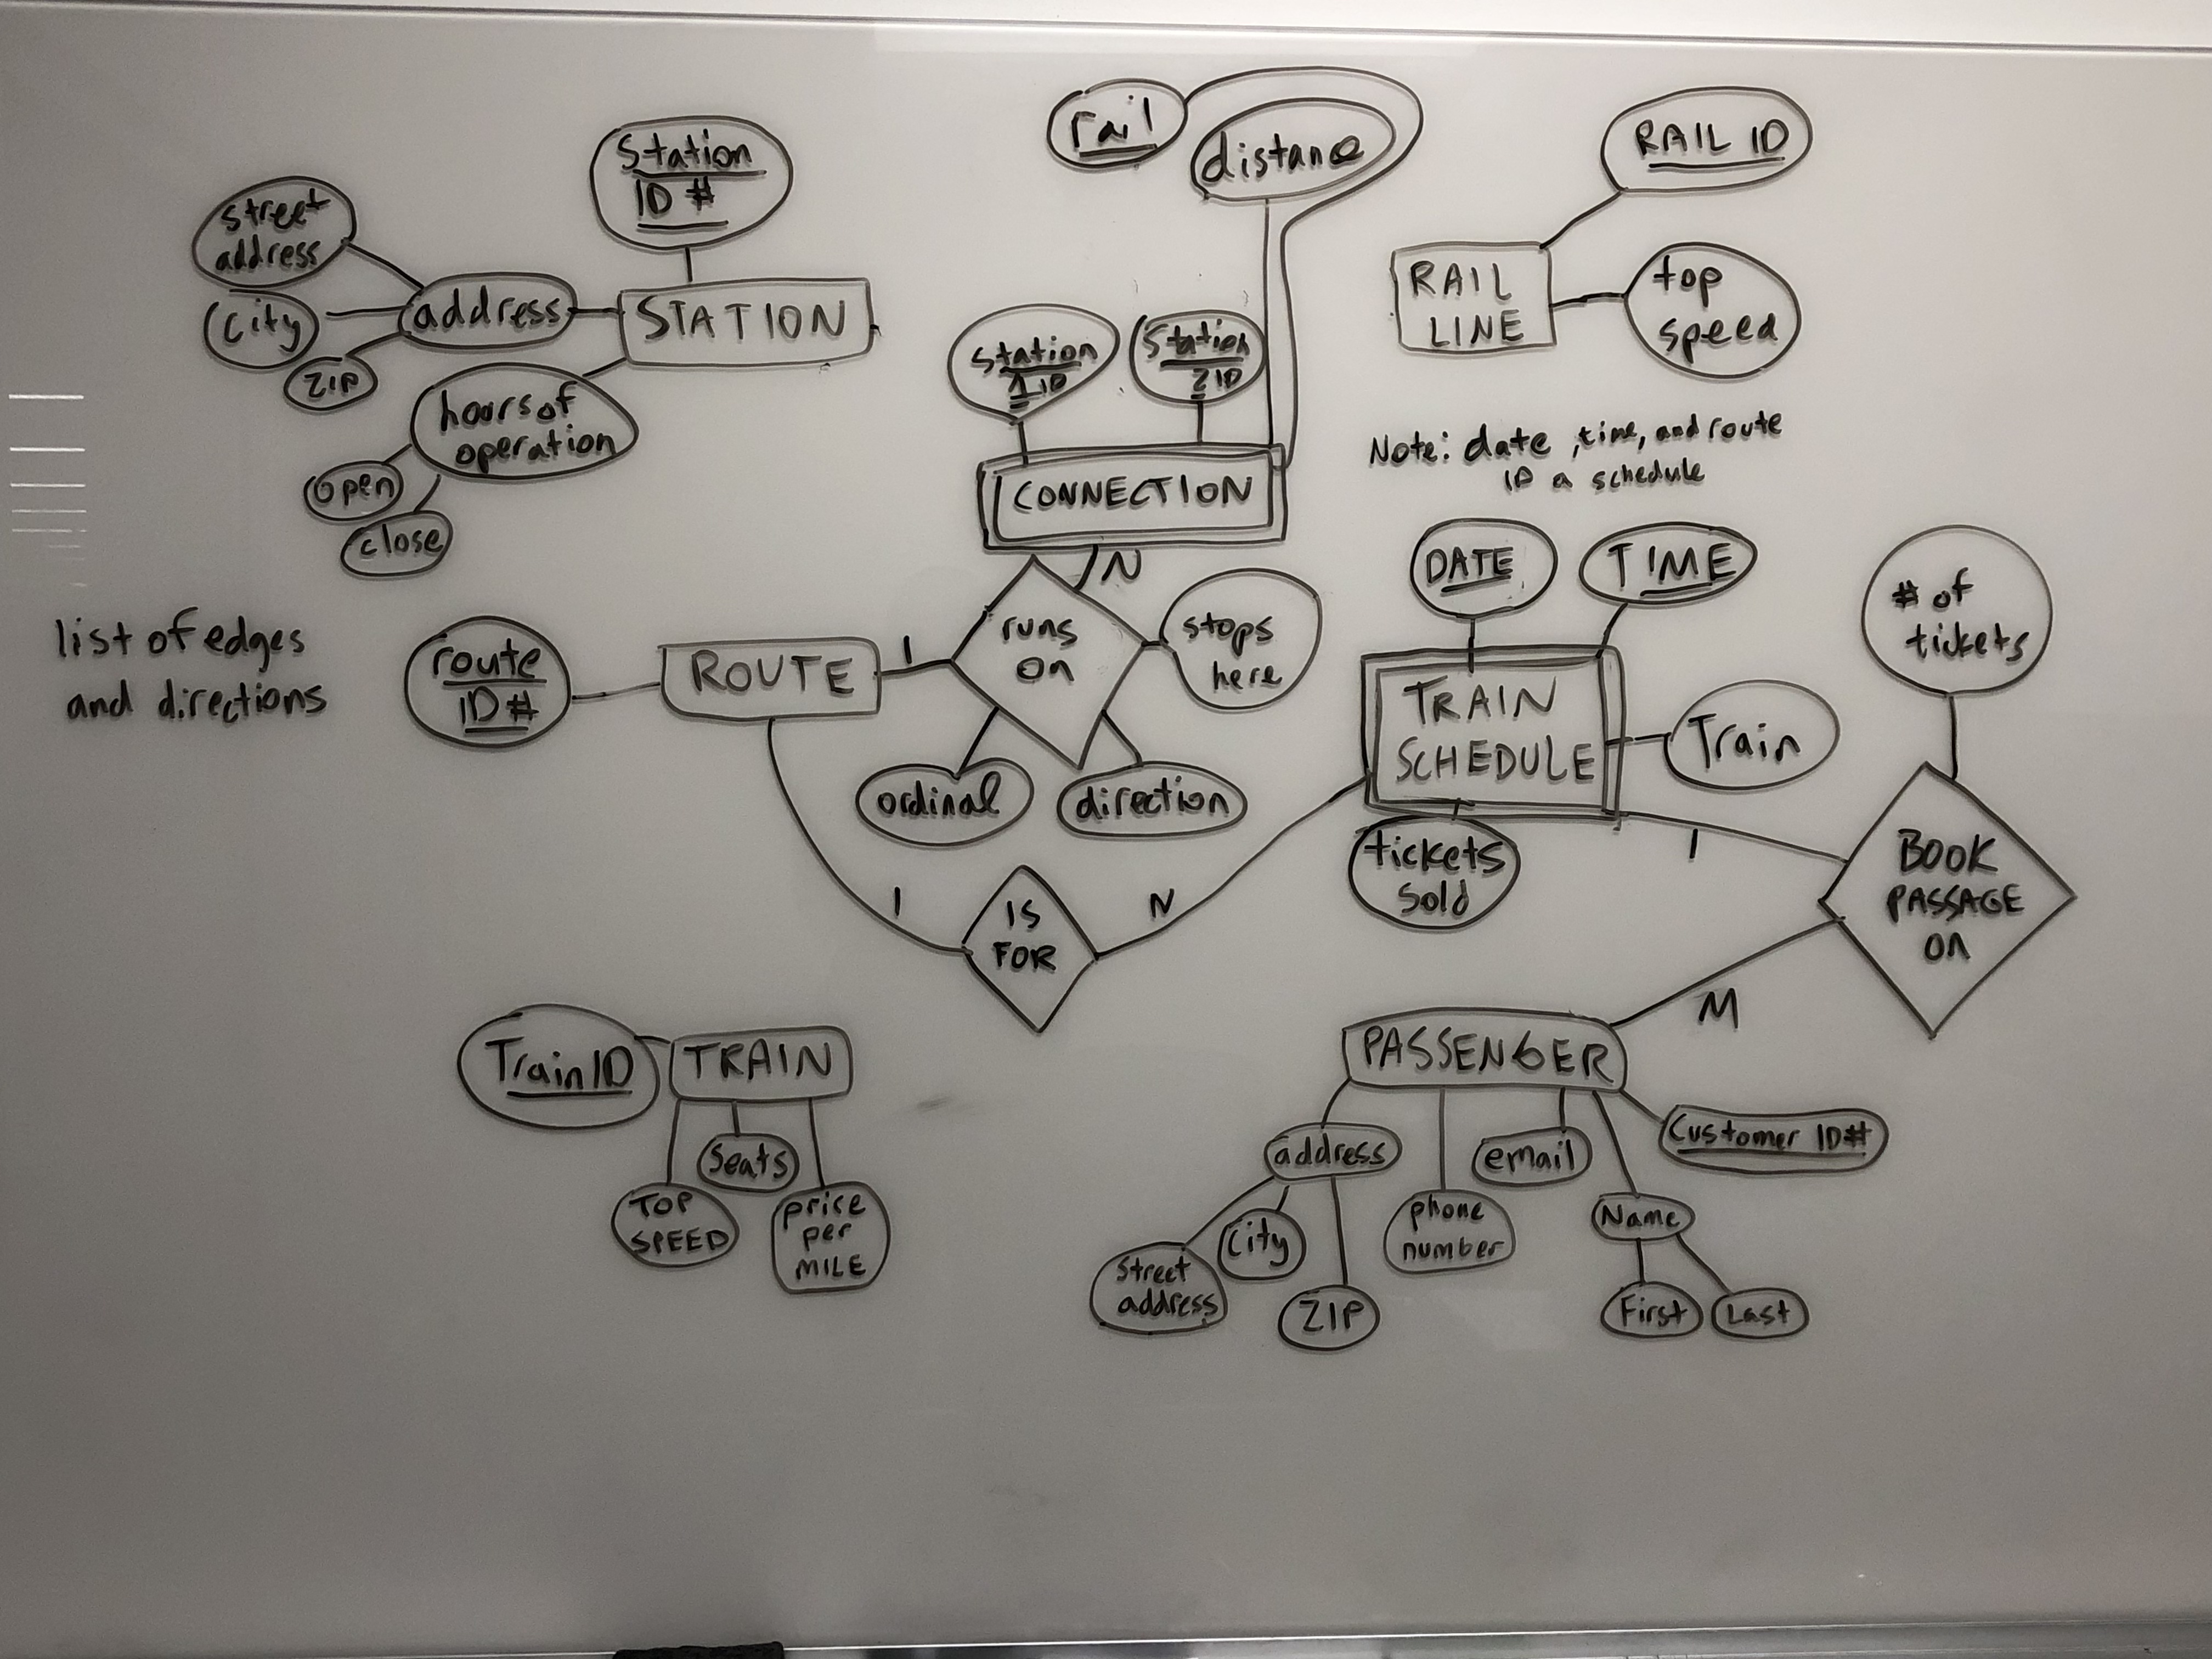 Station
ID #
street
address
City
ZIP
address
STATION
hours of
operation
open
close
rail
distance
Station
1 ID
Station
2 ID
CONNECTION
RAIL ID
RAIL
LINE
top
speed
Note: date, time, and route
ID a schedule
list of edges
and directions
route
ID #
ROUTE
1
runs
on
N
stops
here
ordinal
direction
1
IS
FOR
N
DATE
TIME
TRAIN
SCHEDULE
Train
tickets
sold
# of
tickets
1
BOOK
PASSAGE
on
M
Train ID
TRAIN
Seats
TOP
SPEED
price
per
MILE
PASSENGER
address
Street
address
City
ZIP
phone
number
email
Customer ID#
Name
First
Last